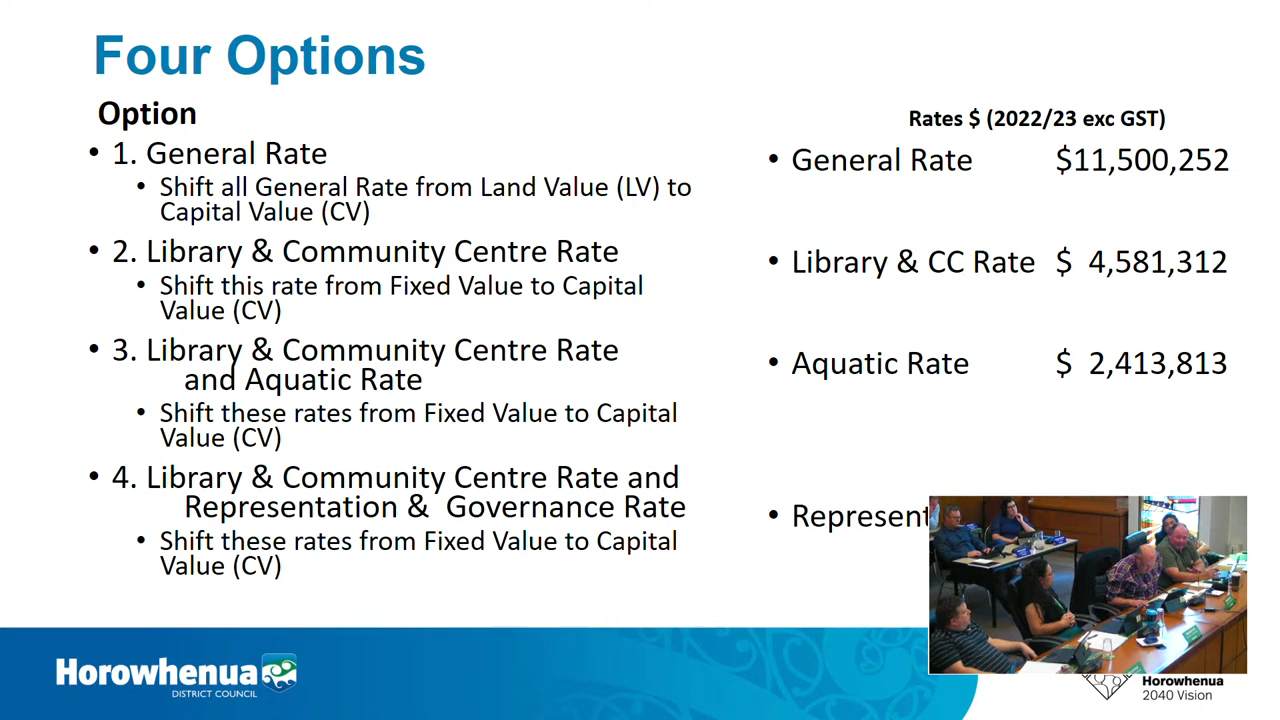 Four Options
Option
Rates $ (2022/23 exc GST)
• 1. General Rate
• General Rate $11,500,252
• Shift all General Rate from Land Value (LV) to
Capital Value (CV)
• 2. Library & Community Centre Rate
• Library & CC Rate $ 4,581,312
• Shift this rate from Fixed Value to Capital
Value (CV)
• 3. Library & Community Centre Rate
and Aquatic Rate
• Aquatic Rate $ 2,413,813
• Shift these rates from Fixed Value to Capital
Value (CV)
• 4. Library & Community Centre Rate and
Representation & Governance Rate
• Represent
• Shift these rates from Fixed Value to Capital
Value (CV)
Horowhenua
DISTRICT COUNCIL
Horowhenua
2040 Vision